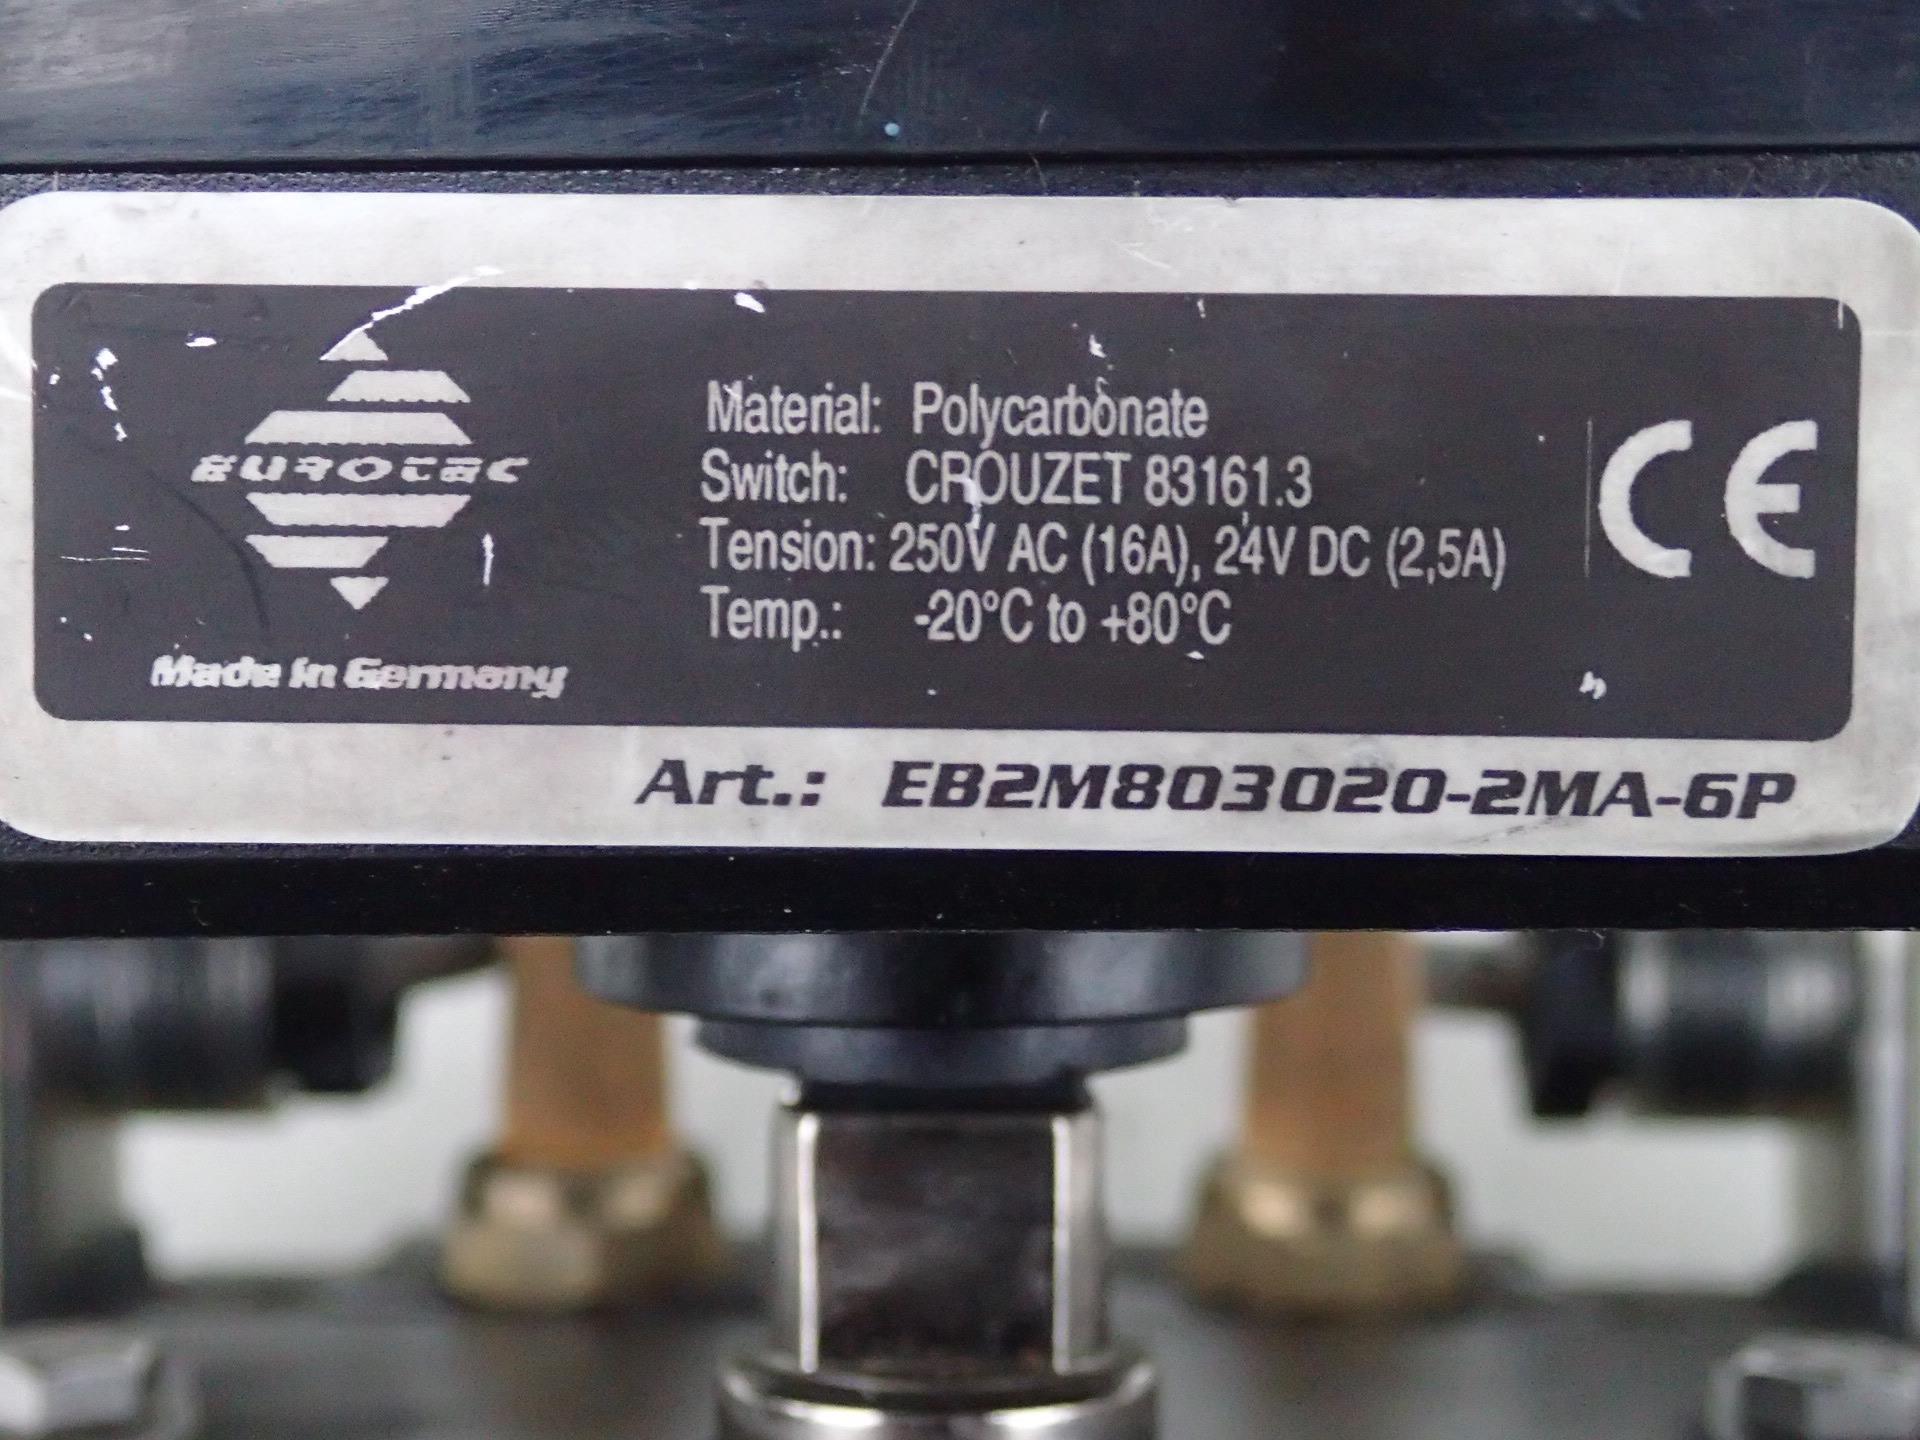 EUROTEC
Made in Germany
Material: Polycarbonate
Switch: CROUZET 83161.3
Tension: 250V AC (16A), 24V DC (2,5A)
Temp.: -20°C to +80°C
CE
Art.: EB2M803020-2MA-6P